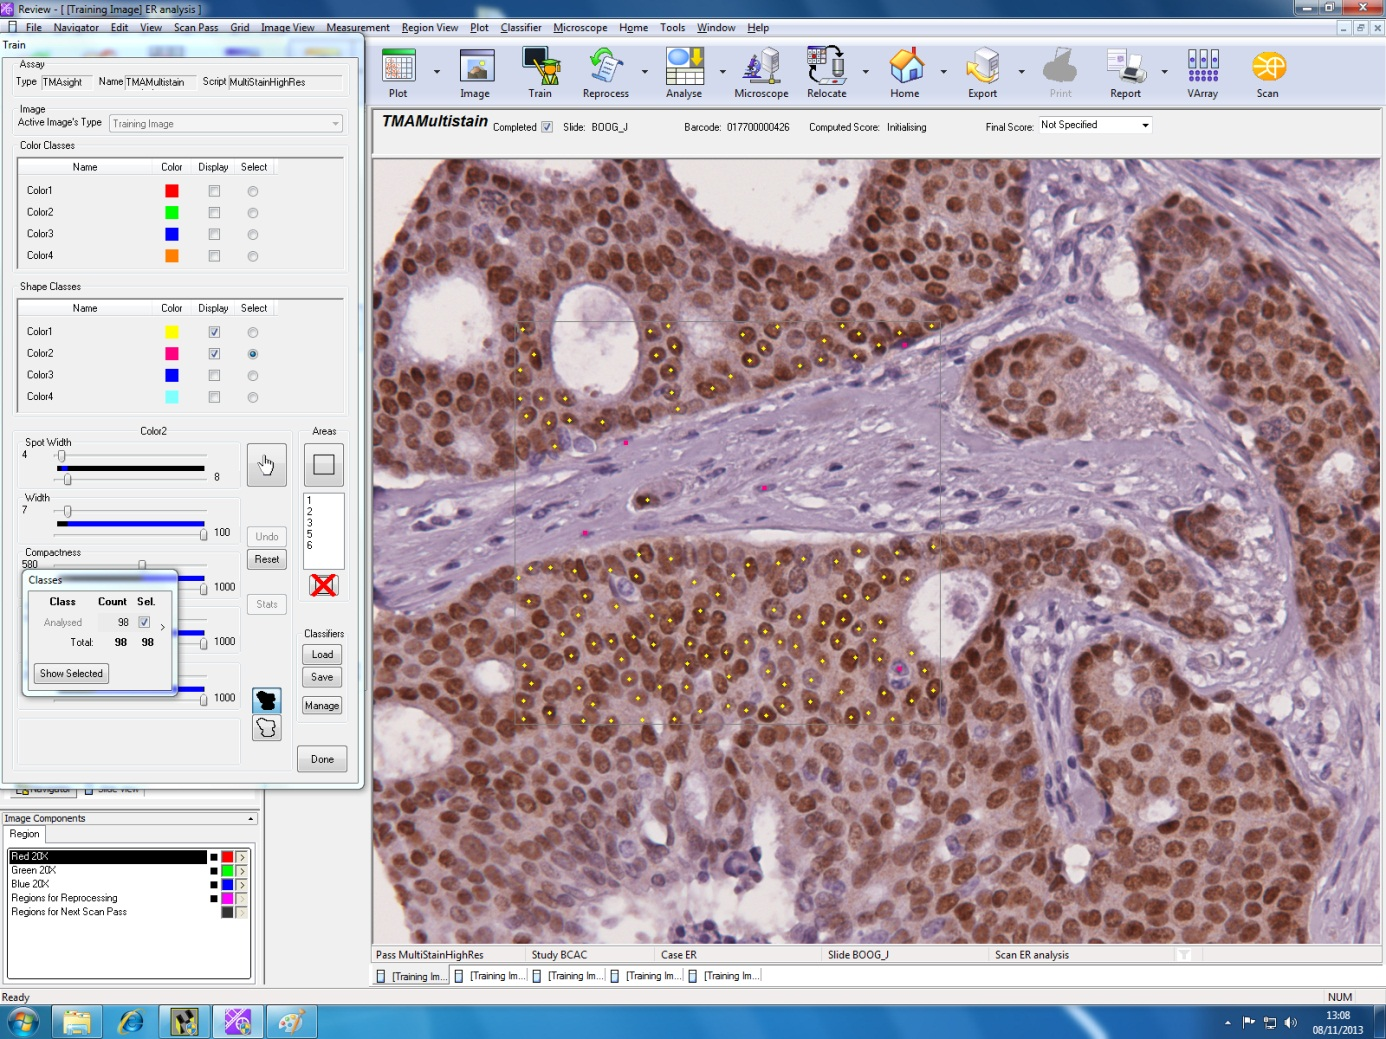 Review - [ [Training Image] ER analysis ]
File Navigator Edit View Scan Pass Grid Image View Measurement Region View Plot Classifier Microscope Home Tools Window Help
Train
Assay
Type TMAsight Name TMAMultistain Script MultiStainHighRes
Image
Active Image's Type Training Image
Color Classes
Name Color Display Select
Color1
Color2
Color3
Color4
Shape Classes
Name Color Display Select
Color1
Color2
Color3
Color4
Color2
Spot Width
4
8
Width
7
100
Compactness
580
1000
1000
1000
Areas
1
2
3
5
6
Undo
Reset
Stats
Classifiers
Load
Save
Manage
Done
Classes
Class Count Sel.
Analysed 98
>
Total: 98 98
Show Selected
Plot Image Train Reprocess Analyse Microscope Relocate Home Export Print Report VArray Scan
TMAMultistain Completed Slide: BOOG_J Barcode: 017700000426 Computed Score: Initialising Final Score: Not Specified
Navigator Slide View
Image Components
Region
Red 20X
Green 20X
Blue 20X
Regions for Reprocessing
Regions for Next Scan Pass
Pass MultiStainHighRes Study BCAC Case ER Slide BOOG_J Scan ER analysis
[Training Im... [Training Im... [Training Im... [Training Im... [Training Im...
Ready
NUM
13:08
08/11/2013